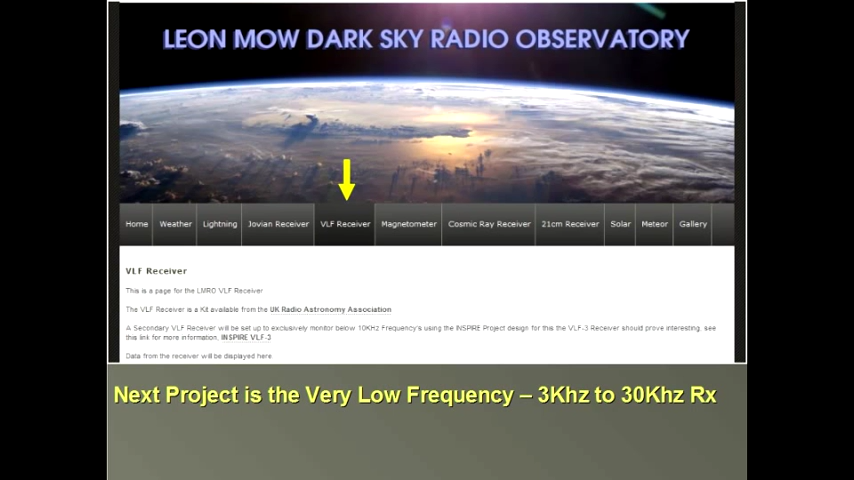 LEON MOW DARK SKY RADIO OBSERVATORY
Home Weather Lightning Jovian Receiver VLF Receiver Magnetometer Cosmic Ray Receiver 21cm Receiver Solar Meteor Gallery
VLF Receiver
This is a page for the LMRO VLF Receiver
The VLF Receiver is a Kit available from the UK Radio Astronomy Association
A Secondary VLF Receiver will be set up to exclusively monitor below 10KHz Frequency's using the INSPIRE Project design for this the VLF-3 Receiver should prove interesting, see
this link for more information, INSPIRE VLF-3
Data from the receiver will be displayed here
Next Project is the Very Low Frequency – 3Khz to 30Khz Rx